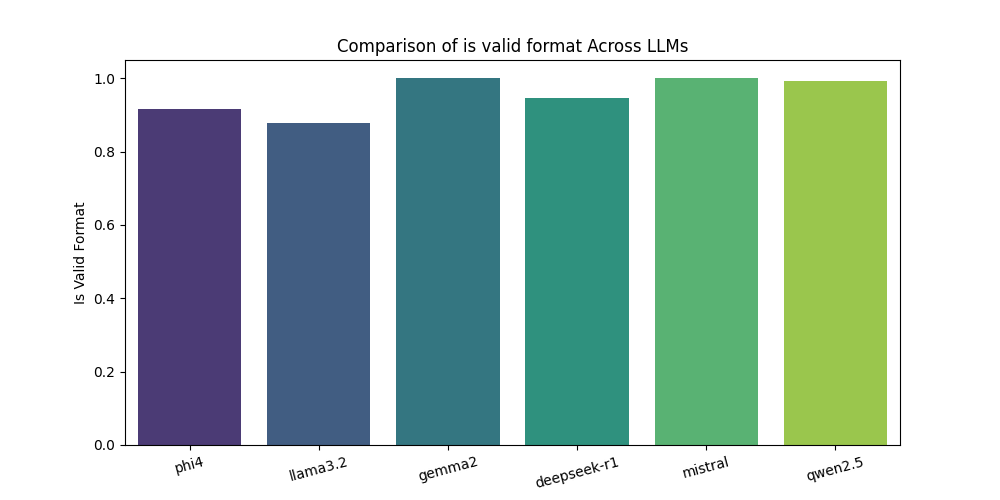 Comparison of is valid format Across LLMs
Is Valid Format
1.0
0.8
0.6
0.4
0.2
0.0
phi4
llama3.2
gemma2
deepseek-r1
mistral
qwen2.5